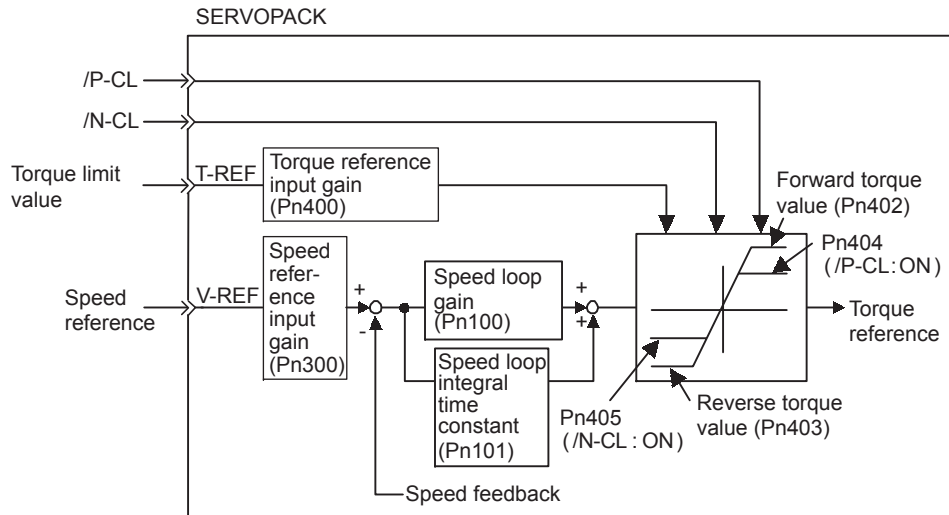 SERVOPACK
/P-CL
/N-CL
Torque limit
value
T-REF
Torque reference
input gain
(Pn400)
Forward torque
value (Pn402)
Pn404
(/P-CL: ON)
Speed
reference
V-REF
Speed
refer-
ence
input
gain
(Pn300)
+
-
Speed loop
gain
(Pn100)
+
+
Speed loop
integral
time
constant
(Pn101)
Torque
reference
Pn405
(/N-CL : ON)
Reverse torque
value (Pn403)
Speed feedback